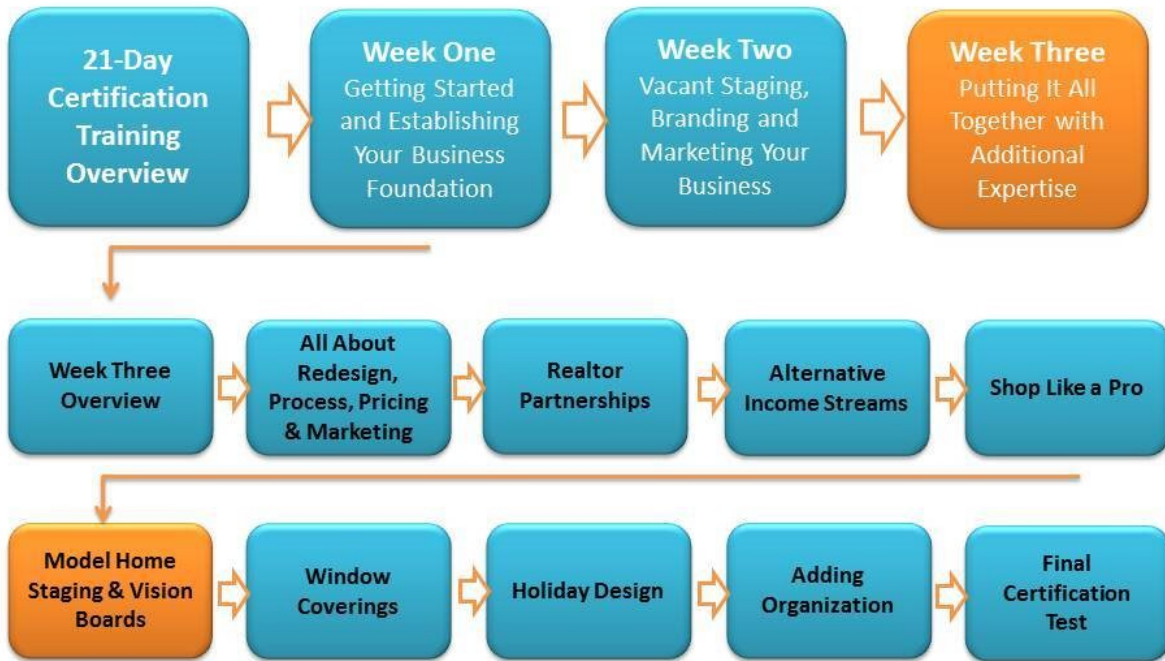 21-Day
Certification
Training
Overview
Week One
Getting Started
and Establishing
Your Business
Foundation
Week Two
Vacant Staging,
Branding and
Marketing Your
Business
Week Three
Putting It All
Together with
Additional
Expertise
Week Three
Overview
All About
Redesign,
Process, Pricing
& Marketing
Realtor
Partnerships
Alternative
Income Streams
Shop Like a Pro
Model Home
Staging & Vision
Boards
Window
Coverings
Holiday Design
Adding
Organization
Final
Certification
Test